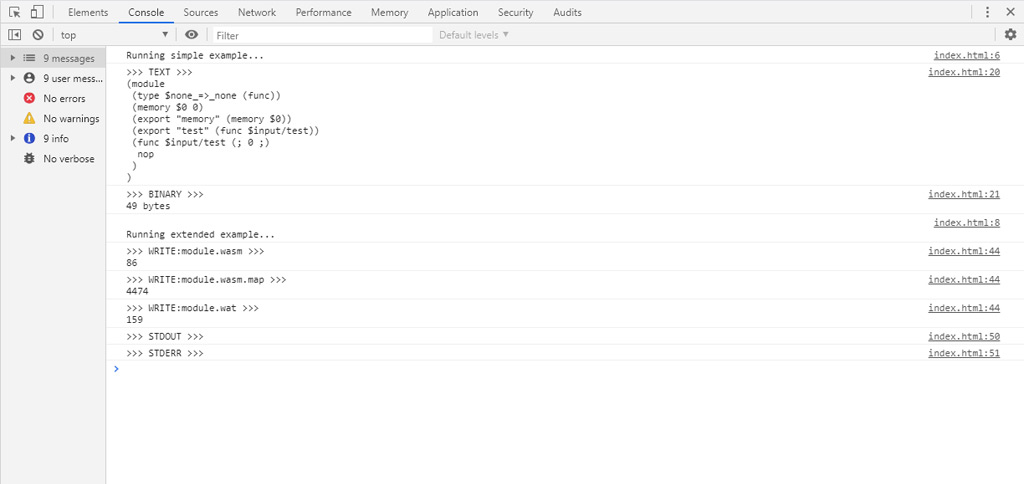 Elements Console Sources Network Performance Memory Application Security Audits
top Filter Default levels
9 messages
9 user mess...
No errors
No warnings
9 info
No verbose
Running simple example... index.html:6
>>> TEXT >>> index.html:20
(module
 (type $none_=>_none (func))
 (memory $0 0)
 (export "memory" (memory $0))
 (export "test" (func $input/test))
 (func $input/test (; 0 ;)
  nop
 )
)
>>> BINARY >>> index.html:21
49 bytes
index.html:8
Running extended example...
>>> WRITE:module.wasm >>> index.html:44
86
>>> WRITE:module.wasm.map >>> index.html:44
4474
>>> WRITE:module.wat >>> index.html:44
159
>>> STDOUT >>> index.html:50
>>> STDERR >>> index.html:51
>